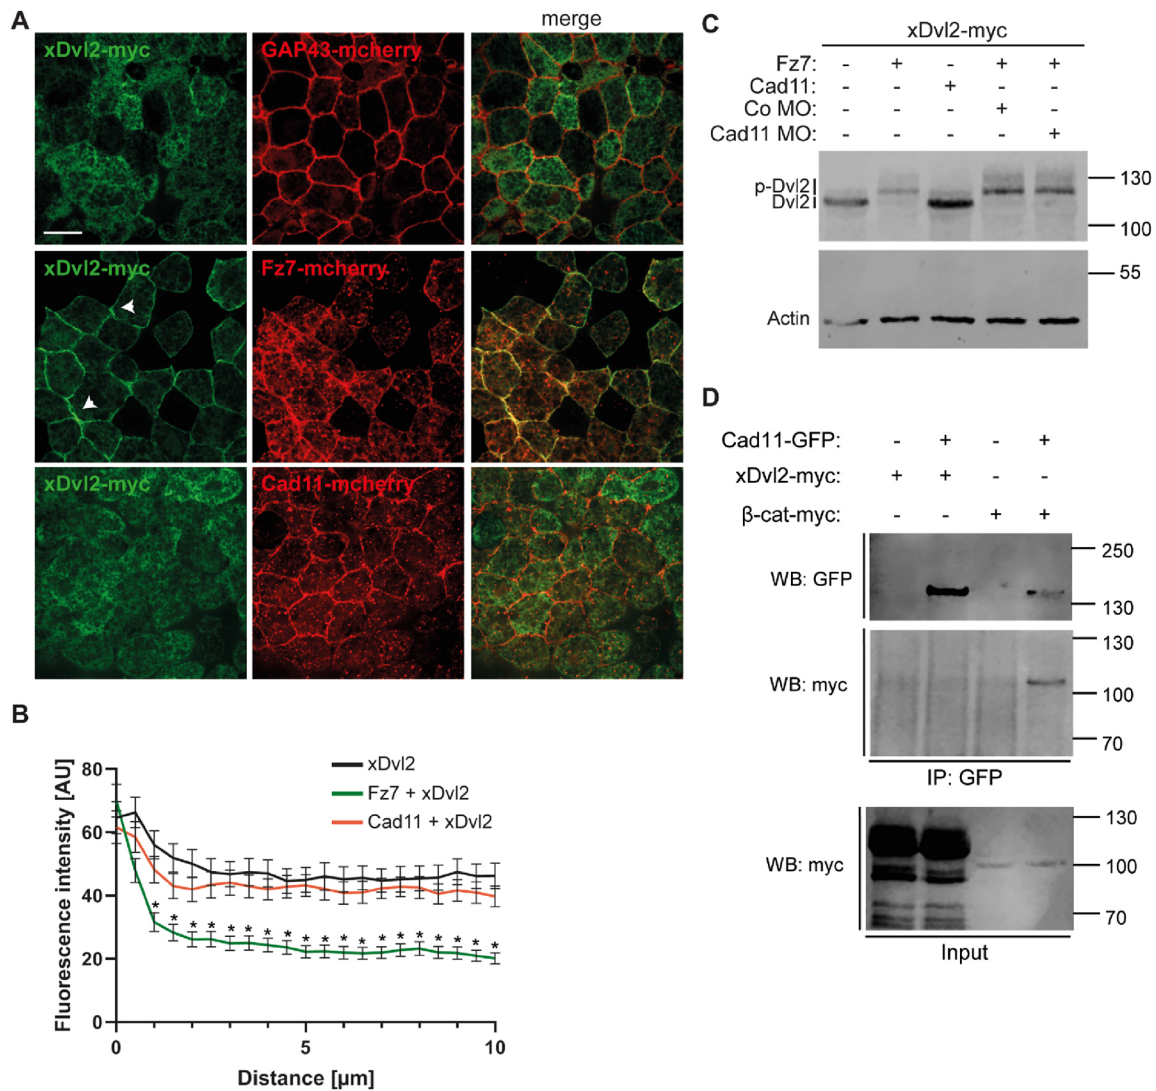 A
merge
xDvl2-myc GAP43-mcherry
xDvl2-myc Fz7-mcherry
xDvl2-myc Cad11-mcherry
B
80
60
40
20
0
Fluorescence intensity [AU]
xDvl2
Fz7 + xDvl2
Cad11 + xDvl2
* * * * * * * * * * * * * * * * * * *
0 5 10
Distance [µm]
C
xDvl2-myc
Fz7: - + - + +
Cad11: - - + - -
Co MO: - - - + -
Cad11 MO: - - - - +
p-Dvl2
Dvl2
130
100
55
Actin
D
Cad11-GFP: - + - +
xDvl2-myc: + + - -
β-cat-myc: - - + +
WB: GFP
250
130
WB: myc
130
100
70
IP: GFP
WB: myc
130
100
70
Input